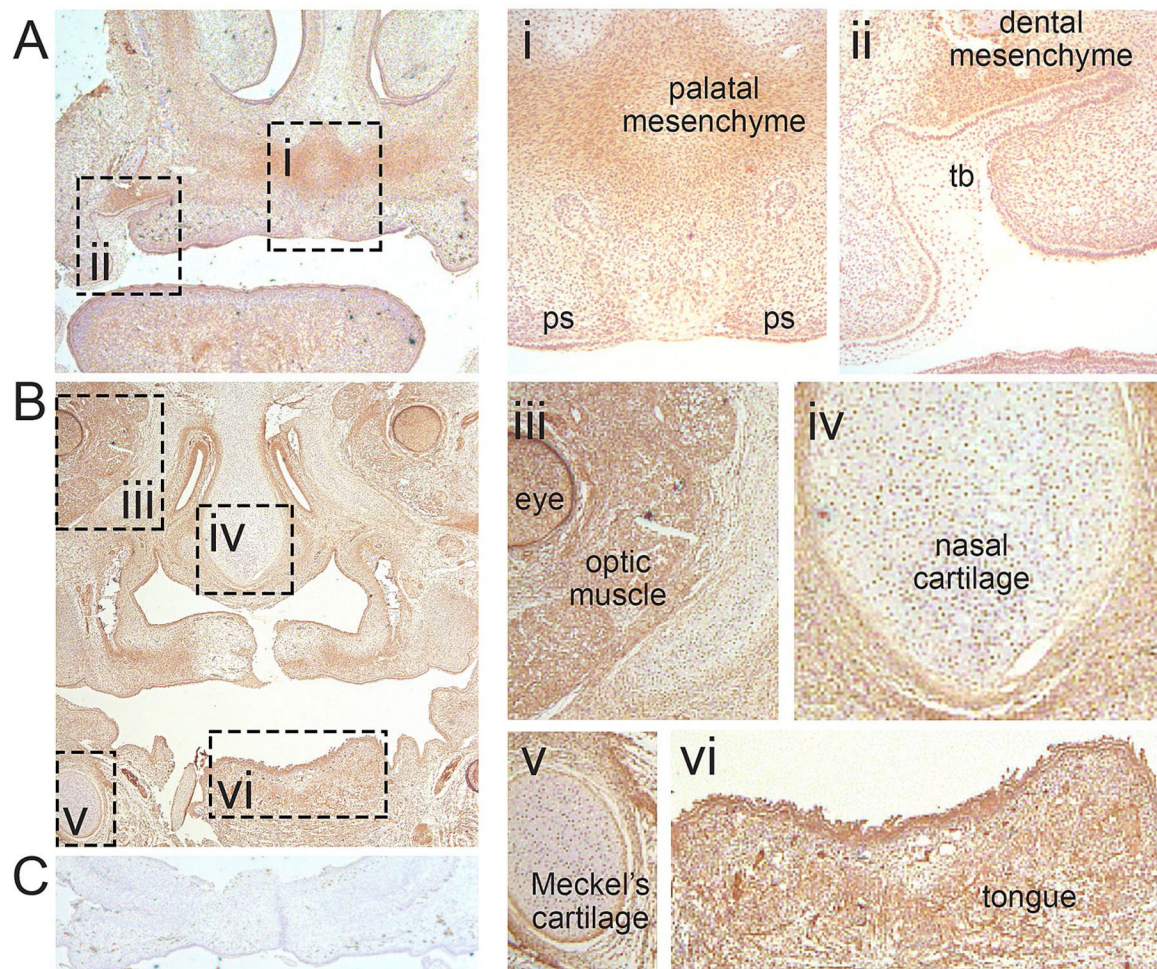 A
i
ii
i
palatal
mesenchyme
ps
ps
ii
dental
mesenchyme
tb
B
iii
iv
v
vi
iii
eye
optic
muscle
iv
nasal
cartilage
v
Meckel's
cartilage
vi
tongue
C